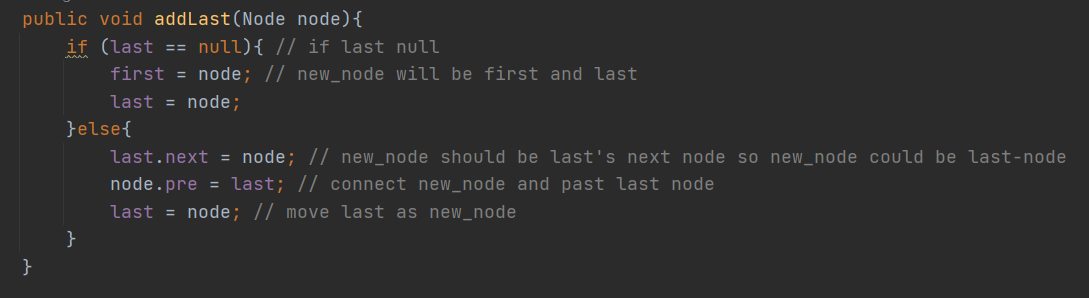 public void addLast(Node node){
if (last == null){ // if last null
first = node; // new_node will be first and last
last = node;
}else{
last.next = node; // new_node should be last's next node so new_node could be last-node
node.pre = last; // connect new_node and past last node
last = node; // move last as new_node
}
}